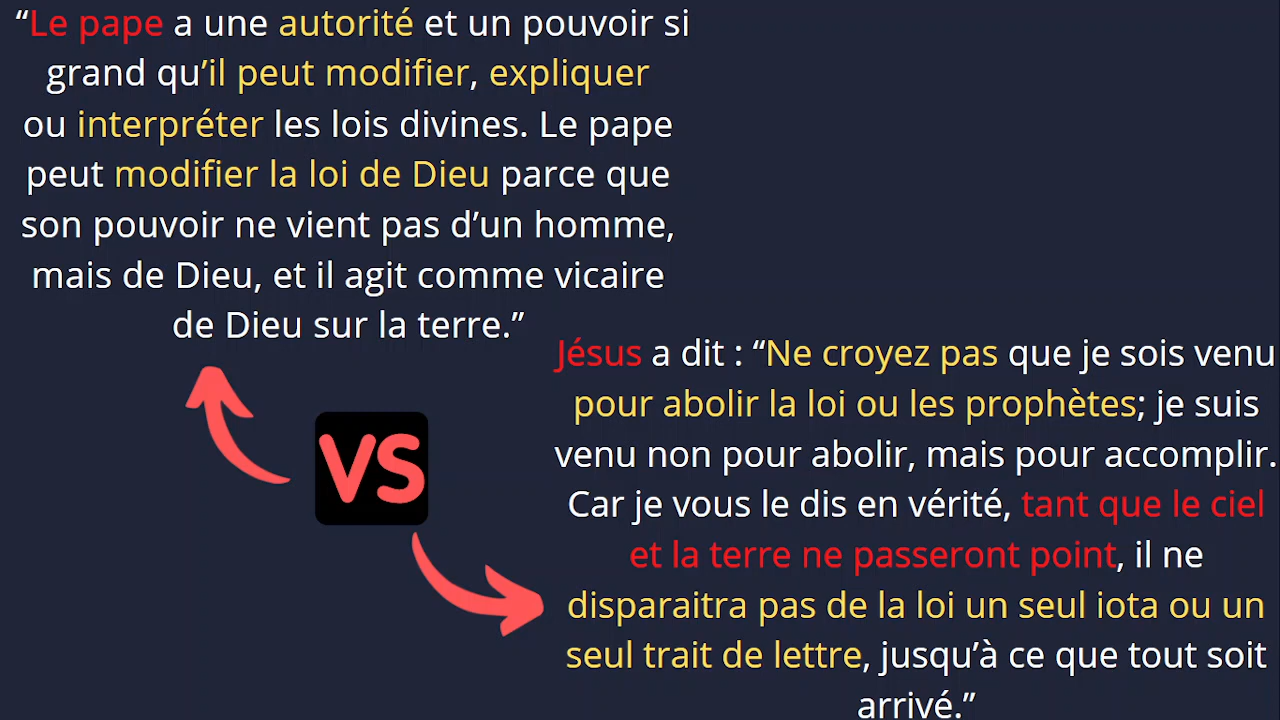 “Le pape a une autorité et un pouvoir si
grand qu’il peut modifier, expliquer
ou interpréter les lois divines. Le pape
peut modifier la loi de Dieu parce que
son pouvoir ne vient pas d’un homme,
mais de Dieu, et il agit comme vicaire
de Dieu sur la terre.”
VS
Jésus a dit : “Ne croyez pas que je sois venu
pour abolir la loi ou les prophètes; je suis
venu non pour abolir, mais pour accomplir.
Car je vous le dis en vérité, tant que le ciel
et la terre ne passeront point, il ne
disparaitra pas de la loi un seul iota ou un
seul trait de lettre, jusqu’à ce que tout soit
arrivé.”